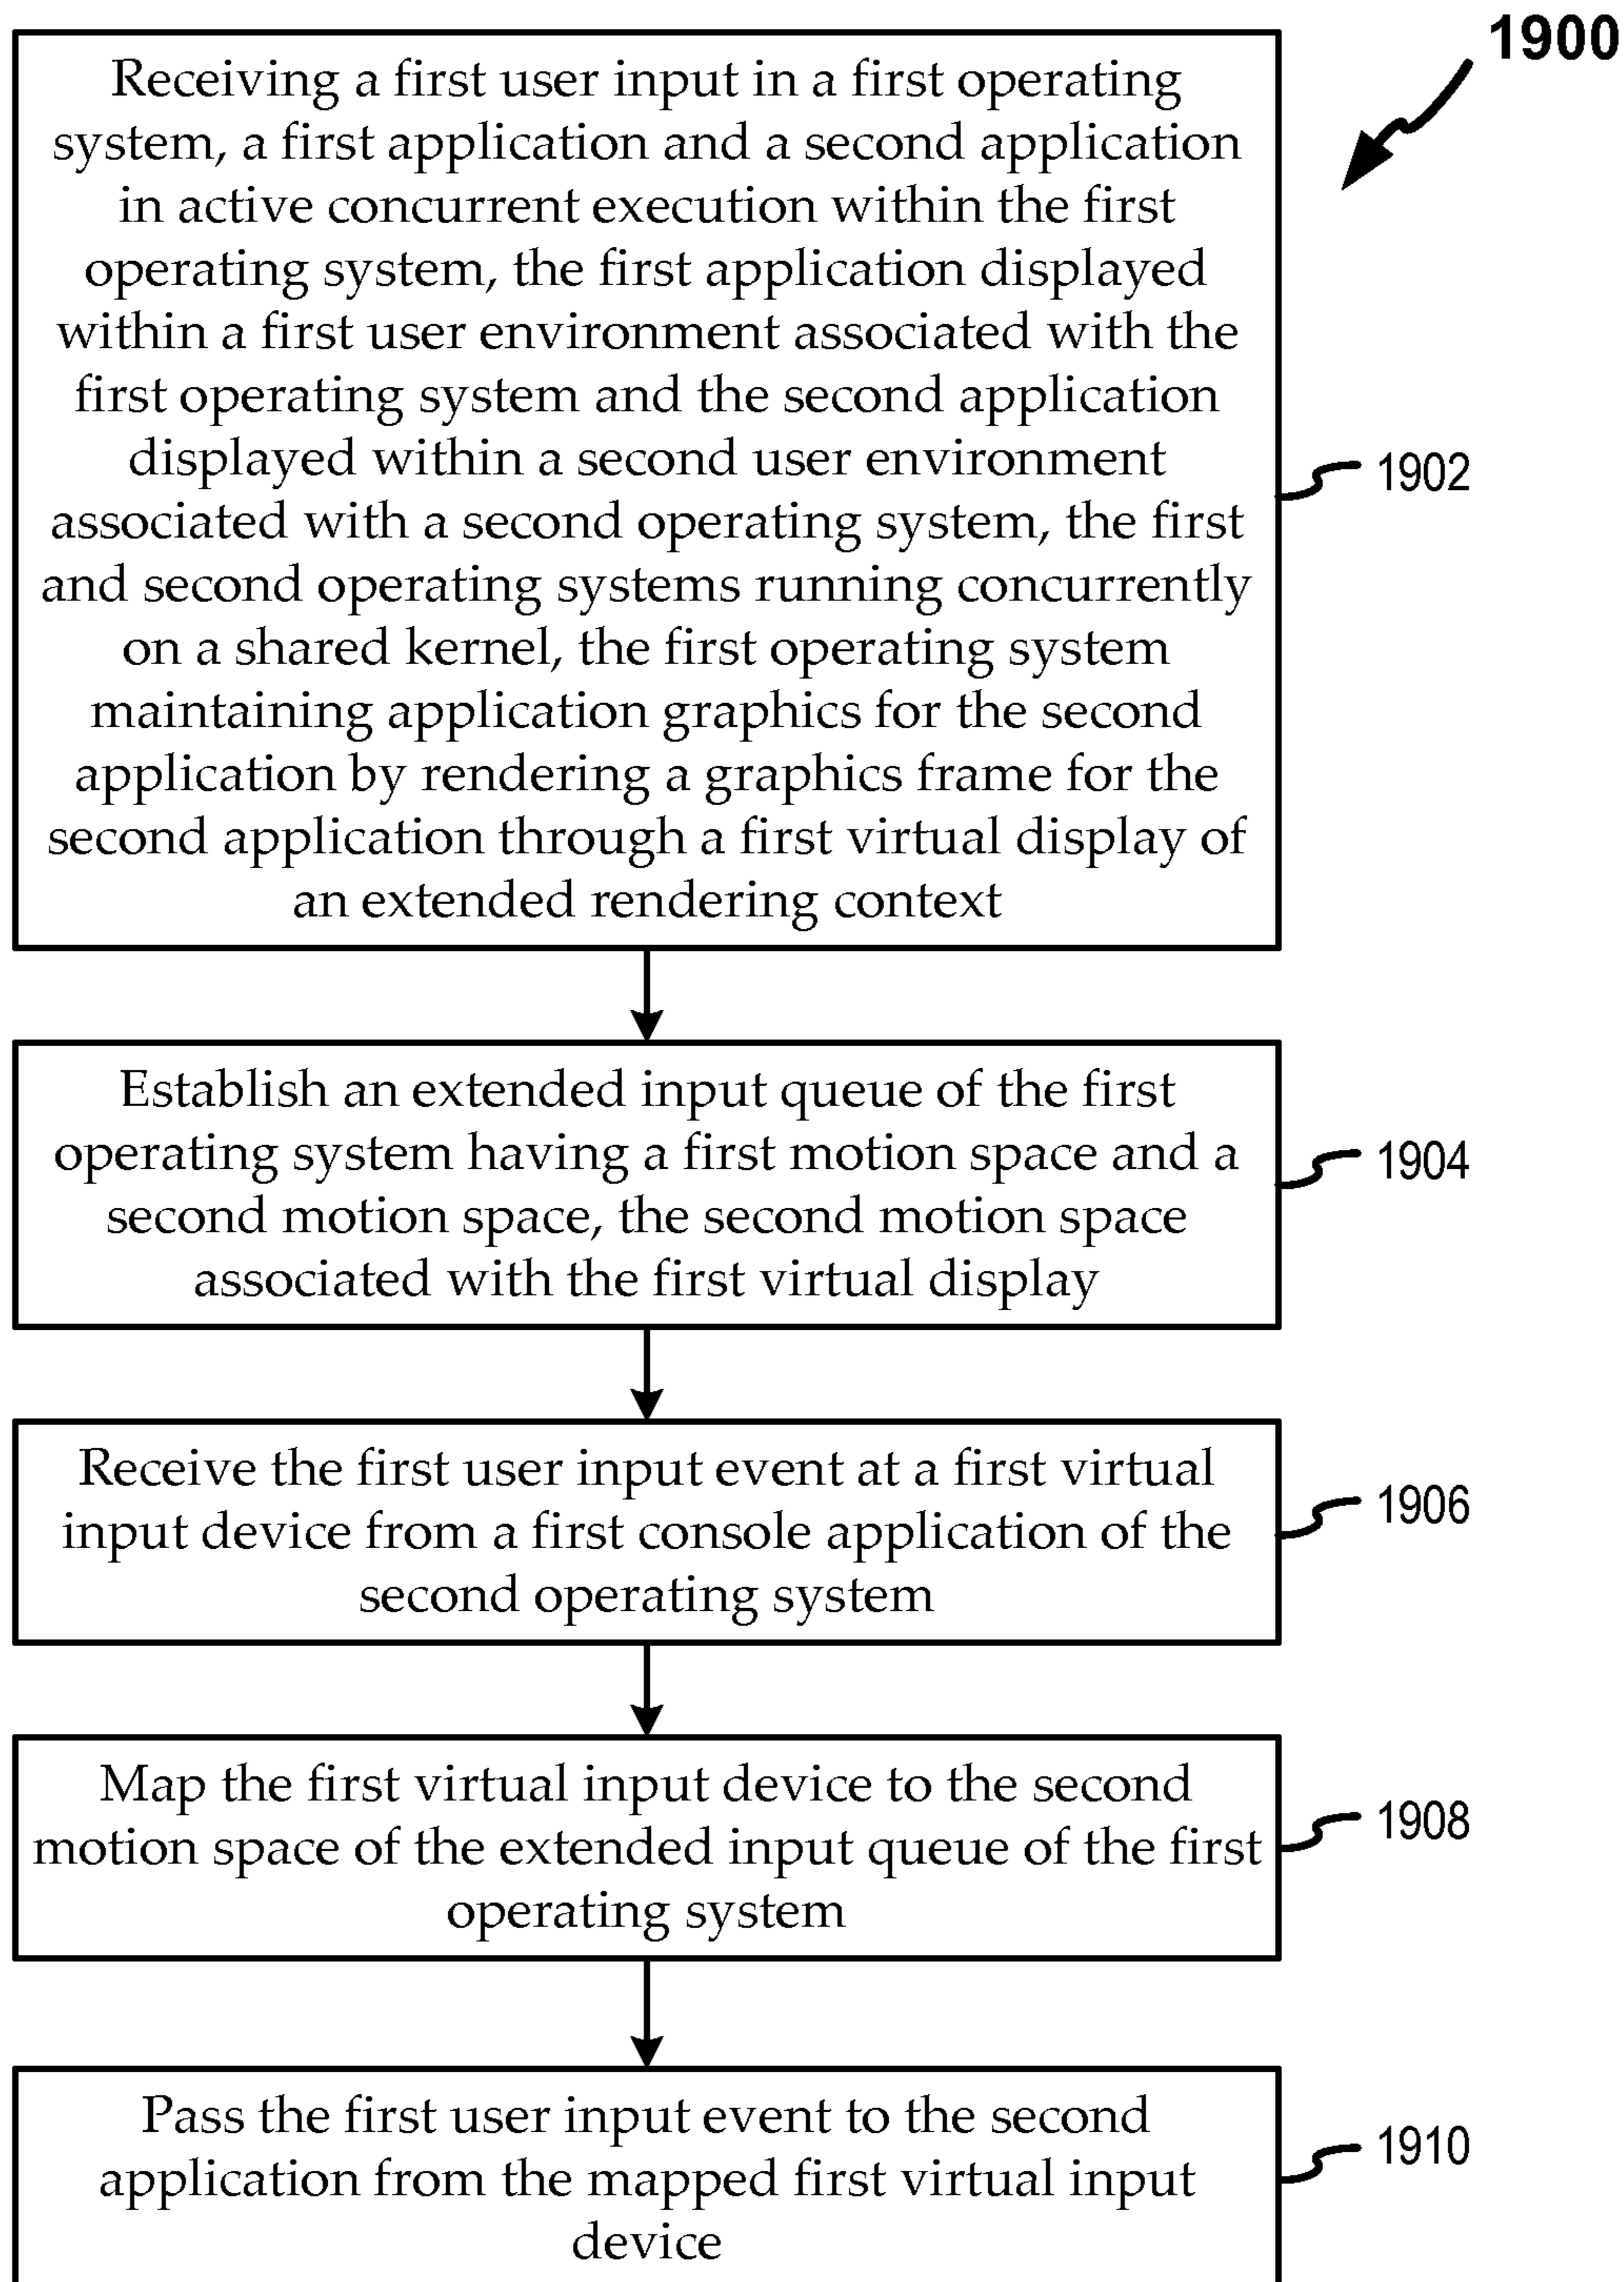 1900
Receiving a first user input in a first operating
system, a first application and a second application
in active concurrent execution within the first
operating system, the first application displayed
within a first user environment associated with the
first operating system and the second application
displayed within a second user environment
associated with a second operating system, the first
and second operating systems running concurrently
on a shared kernel, the first operating system
maintaining application graphics for the second
application by rendering a graphics frame for the
second application through a first virtual display of
an extended rendering context
1902
Establish an extended input queue of the first
operating system having a first motion space and a
second motion space, the second motion space
associated with the first virtual display
1904
Receive the first user input event at a first virtual
input device from a first console application of the
second operating system
1906
Map the first virtual input device to the second
motion space of the extended input queue of the first
operating system
1908
Pass the first user input event to the second
application from the mapped first virtual input
device
1910